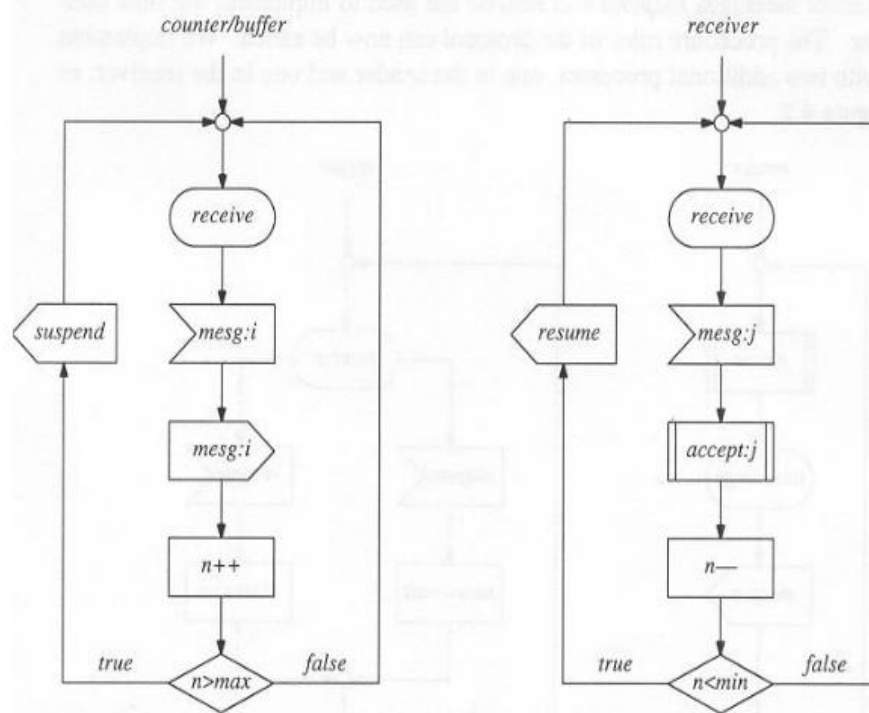 counter/buffer
receive
suspend
mesg:i
mesg:i
n++
true
n>max
false
receiver
receive
resume
mesg:j
accept:j
n—
true
n<min
false